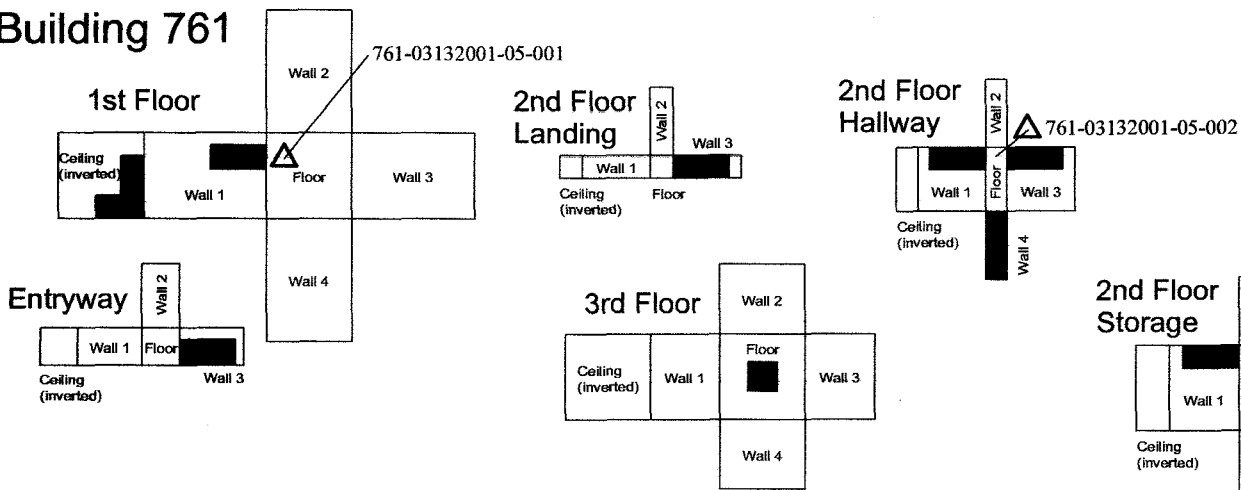 Building 761
1st Floor
Wall 2
761-03132001-05-001
Ceiling
(inverted)
Wall 1
Floor
Wall 3
Wall 4
2nd Floor
Landing
Wall 2
Wall 3
Wall 1
Ceiling
(inverted)
Floor
2nd Floor
Hallway
Wall 2
761-03132001-05-002
Wall 1
Floor
Wall 3
Ceiling
(inverted)
Wall 4
Entryway
Wall 2
Wall 1
Floor
Ceiling
(inverted)
Wall 3
3rd Floor
Wall 2
Floor
Ceiling
(inverted)
Wall 1
Wall 3
Wall 4
2nd Floor
Storage
Wall 1
Ceiling
(inverted)